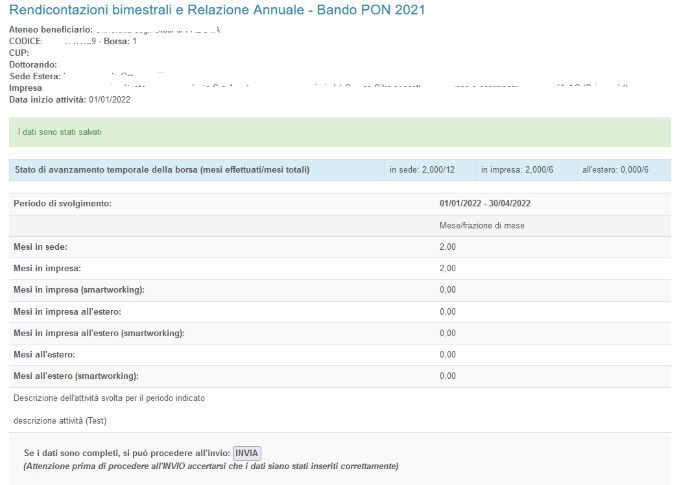 Rendicontazioni bimestrali e Relazione Annuale - Bando PON 2021
Ateneo beneficiario:
CODICE: 9 - Borsa: 1
CUP:
Dottorando:
Sede Estera:
Impresa
Data inizio attività: 01/01/2022
I dati sono stati salvati
Stato di avanzamento temporale della borsa (mesi effettuati/mesi totali) in sede: 2,000/12 in impresa: 2,000/6 all'estero: 0,000/6
Periodo di svolgimento: 01/01/2022 - 30/04/2022
Mese/frazione di mese
Mesi in sede: 2,00
Mesi in impresa: 2,00
Mesi in impresa (smartworking): 0,00
Mesi in impresa all'estero: 0,00
Mesi in impresa all'estero (smartworking): 0,00
Mesi all'estero: 0,00
Mesi all'estero (smartworking): 0,00
Descrizione dell'attività svolta per il periodo indicato
descrizione attività (Test)
Se i dati sono completi, si può procedere all'invio: INVIA
(Attenzione prima di procedere all'INVIO accertarsi che i dati siano stati inseriti correttamente)